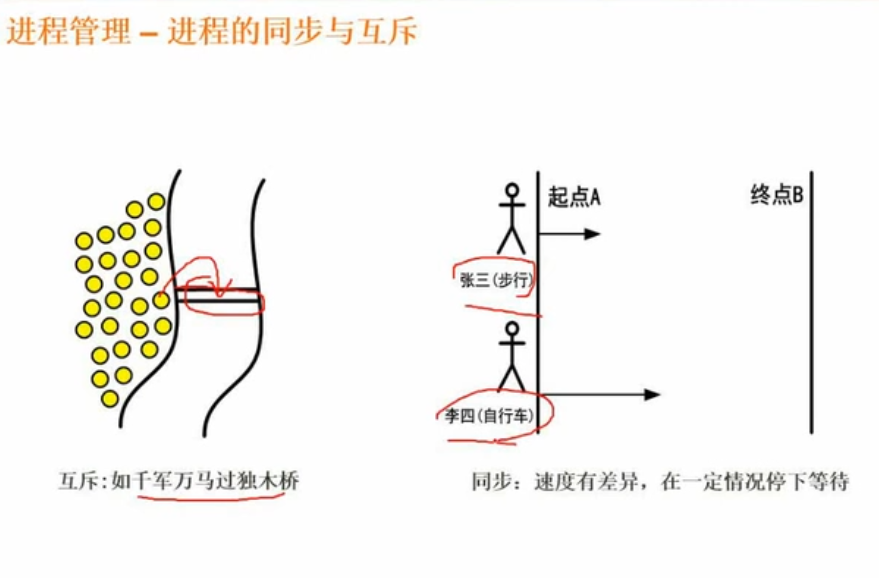 进程管理 – 进程的同步与互斥
起点A
终点B
张三(步行)
李四(自行车)
互斥:如千军万马过独木桥
同步：速度有差异，在一定情况停下等待